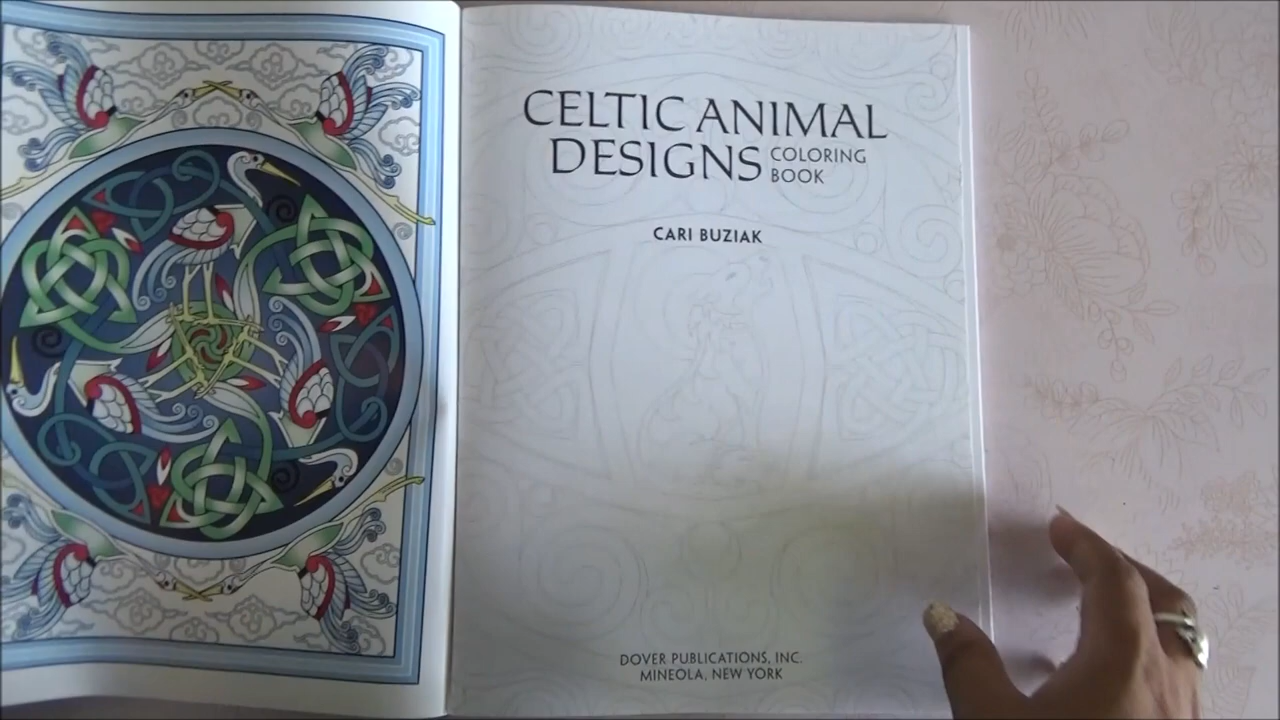 CELTIC ANIMAL
DESIGNS COLORING
BOOK
CARI BUZIAK
DOVER PUBLICATIONS, INC.
MINEOLA, NEW YORK